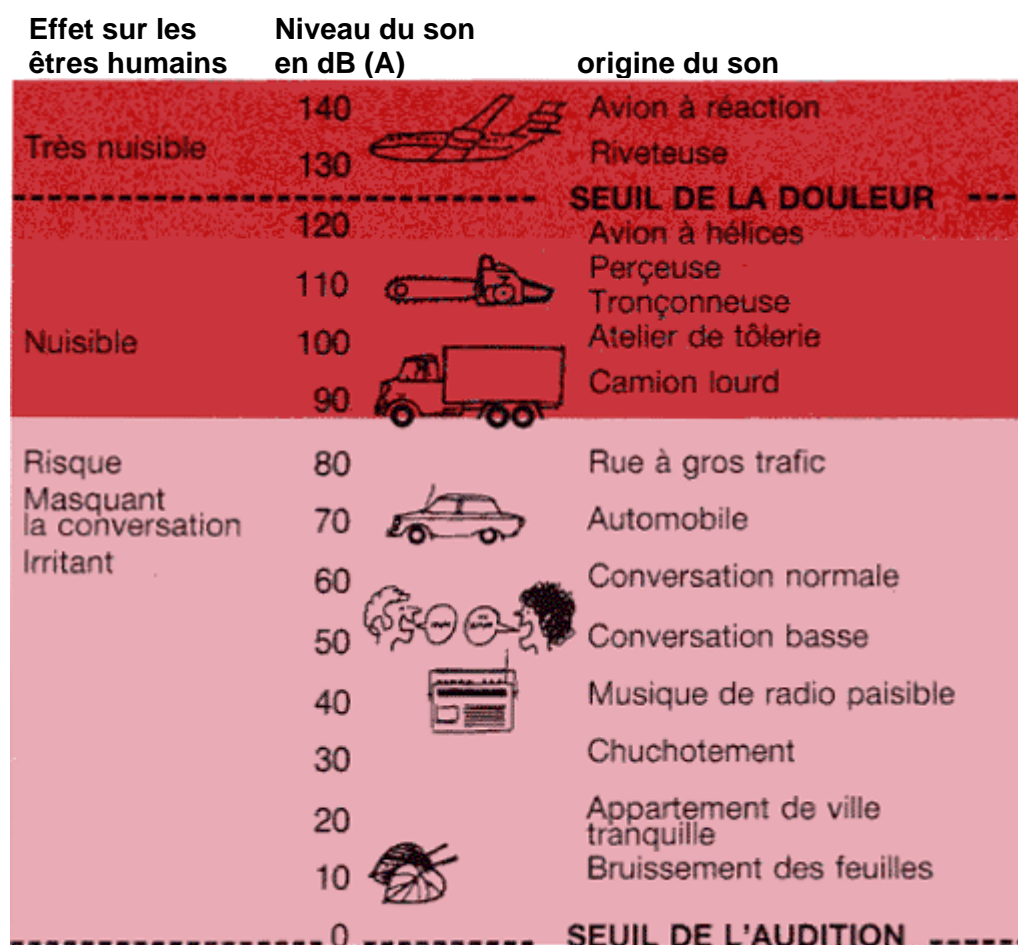 Effet sur les Niveau du son
êtres humains en dB (A) origine du son
140 Avion à réaction
Très nuisible 130 Riveteuse
SEUIL DE LA DOULEUR
120 Avion à hélices
110 Perçeuse
Tronçonneuse
Nuisible 100 Atelier de tôlerie
90 Camion lourd
Risque 80 Rue à gros trafic
Masquant
la conversation 70 Automobile
Irritant
60 Conversation normale
50 Conversation basse
40 Musique de radio paisible
30 Chuchotement
20 Appartement de ville
tranquille
10 Bruissement des feuilles
0 SEUIL DE L'AUDITION